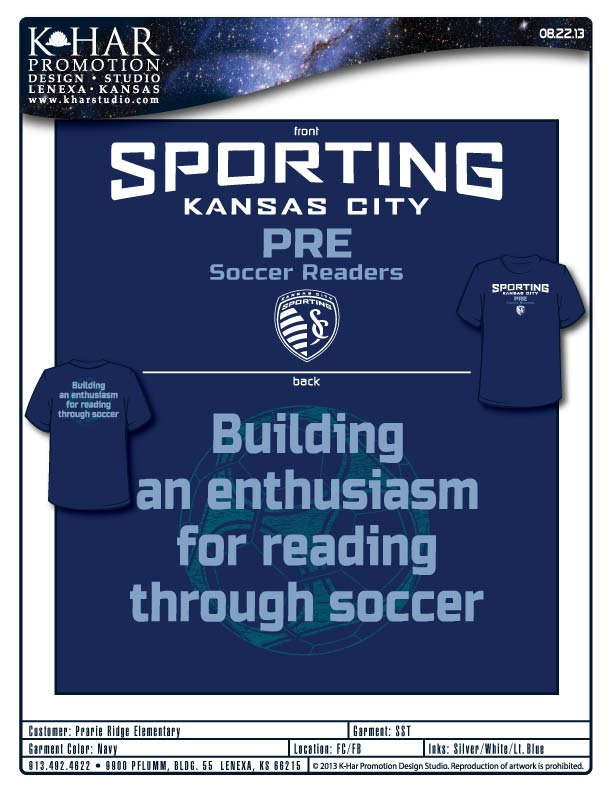 K HAR
PROMOTION
DESIGN • STUDIO
LENEXA • KANSAS
www.kharstudio.com
08.22.13
front
SPORTING
KANSAS CITY
PRE
Soccer Readers
KANSAS CITY
SPORTING
SC
SPORTING
KANSAS CITY
PRE
Soccer Readers
back
Building
an enthusiasm
for reading
through soccer
Building
an enthusiasm
for reading
through soccer
Customer: Prarie Ridge Elementary
Garment: SST
Garment Color: Navy
Location: FC/FB
Inks: Silver/White/Lt. Blue
913.492.4622 • 9900 PFLUMM, BLDG. 55 LENEXA, KS 66215
© 2013 K-Har Promotion Design Studio. Reproduction of artwork is prohibited.